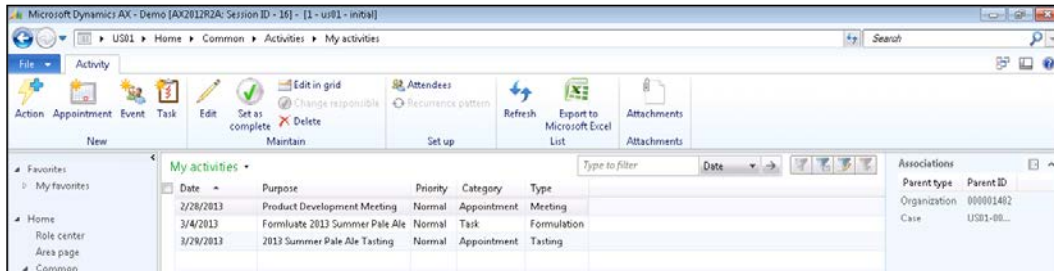 Microsoft Dynamics AX - Demo [AX2012R2A: Session ID - 16] - [1 - us01 - initial]
US01 Home Common Activities My activities Search
File Activity
Action Appointment Event Task Edit Set as complete Edit in grid Change responsible Delete Attendees Recurrence pattern Refresh Export to Microsoft Excel Attachments
New Maintain Set up List Attachments
Favorites
My favorites
Home
Role center
Area page
Common
My activities Type to filter Date
Date Purpose Priority Category Type
2/28/2013 Product Development Meeting Normal Appointment Meeting
3/4/2013 Formluate 2013 Summer Pale Ale Normal Task Formulation
3/29/2013 2013 Summer Pale Ale Tasting Normal Appointment Tasting
Associations
Parent type Parent ID
Organization 000001402
Case US01-00...